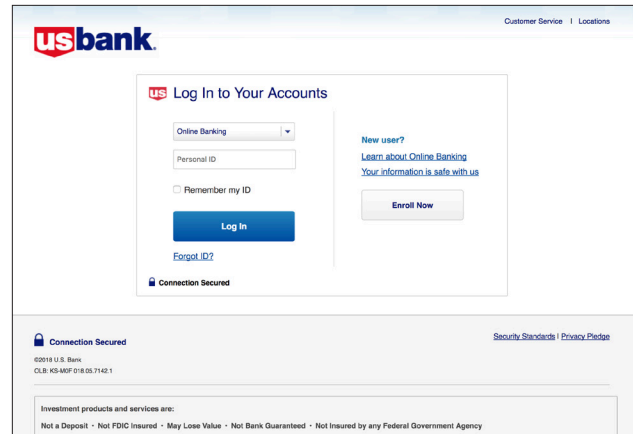 Customer Service | Locations
usbank.
us Log In to Your Accounts
Online Banking
Personal ID
Remember my ID
Log In
Forgot ID?
Connection Secured
New user?
Learn about Online Banking
Your information is safe with us
Enroll Now
Connection Secured
Security Standards | Privacy Pledge
©2018 U.S. Bank
CLB: KS-M0F 018.05.7142.1
Investment products and services are:
Not a Deposit · Not FDIC Insured · May Lose Value · Not Bank Guaranteed · Not Insured by any Federal Government Agency